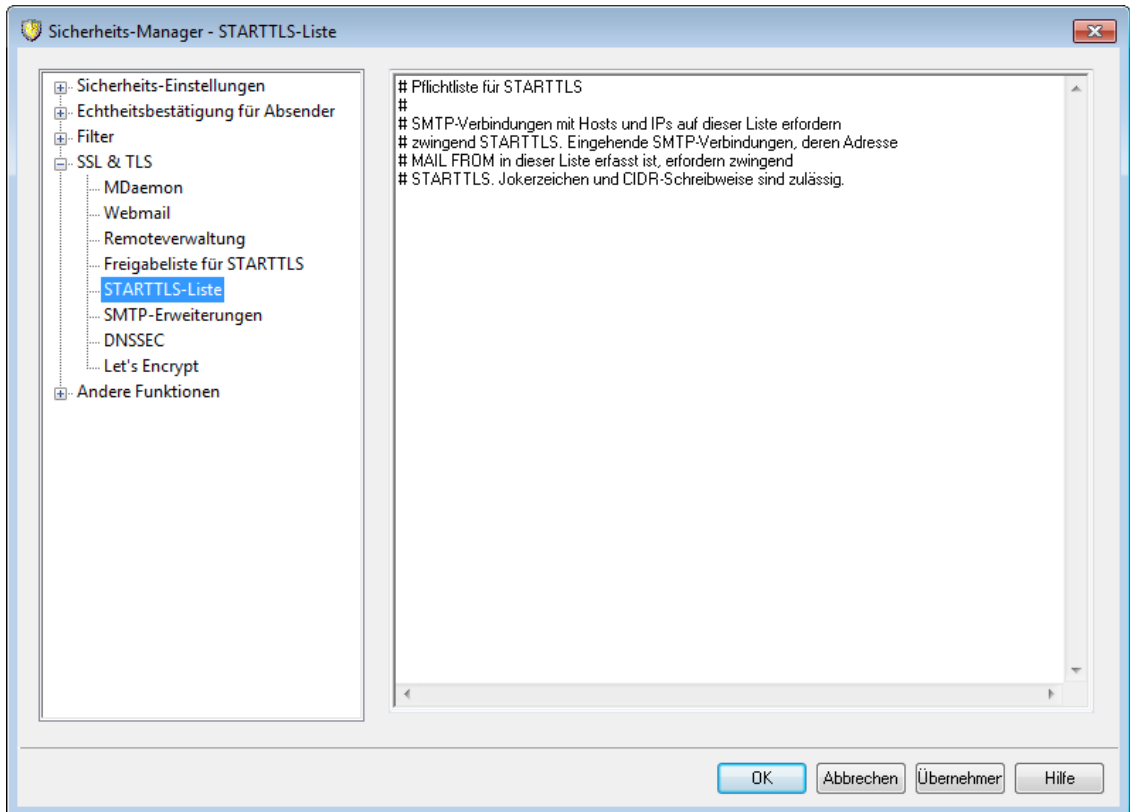 Sicherheits-Manager - STARTTLS-Liste
Sicherheits-Einstellungen
Echtheitsbestätigung für Absender
Filter
SSL & TLS
MDaemon
Webmail
Remoteverwaltung
Freigabeliste für STARTTLS
STARTTLS-Liste
SMTP-Erweiterungen
DNSSEC
Let's Encrypt
Andere Funktionen
# Pflichtliste für STARTTLS
#
# SMTP-Verbindungen mit Hosts und IPs auf dieser Liste erfordern
# zwingend STARTTLS. Eingehende SMTP-Verbindungen, deren Adresse
# MAIL FROM in dieser Liste erfasst ist, erfordern zwingend
# STARTTLS. Jokerzeichen und CIDR-Schreibweise sind zulässig.
OK
Abbrechen
Übernehmer
Hilfe